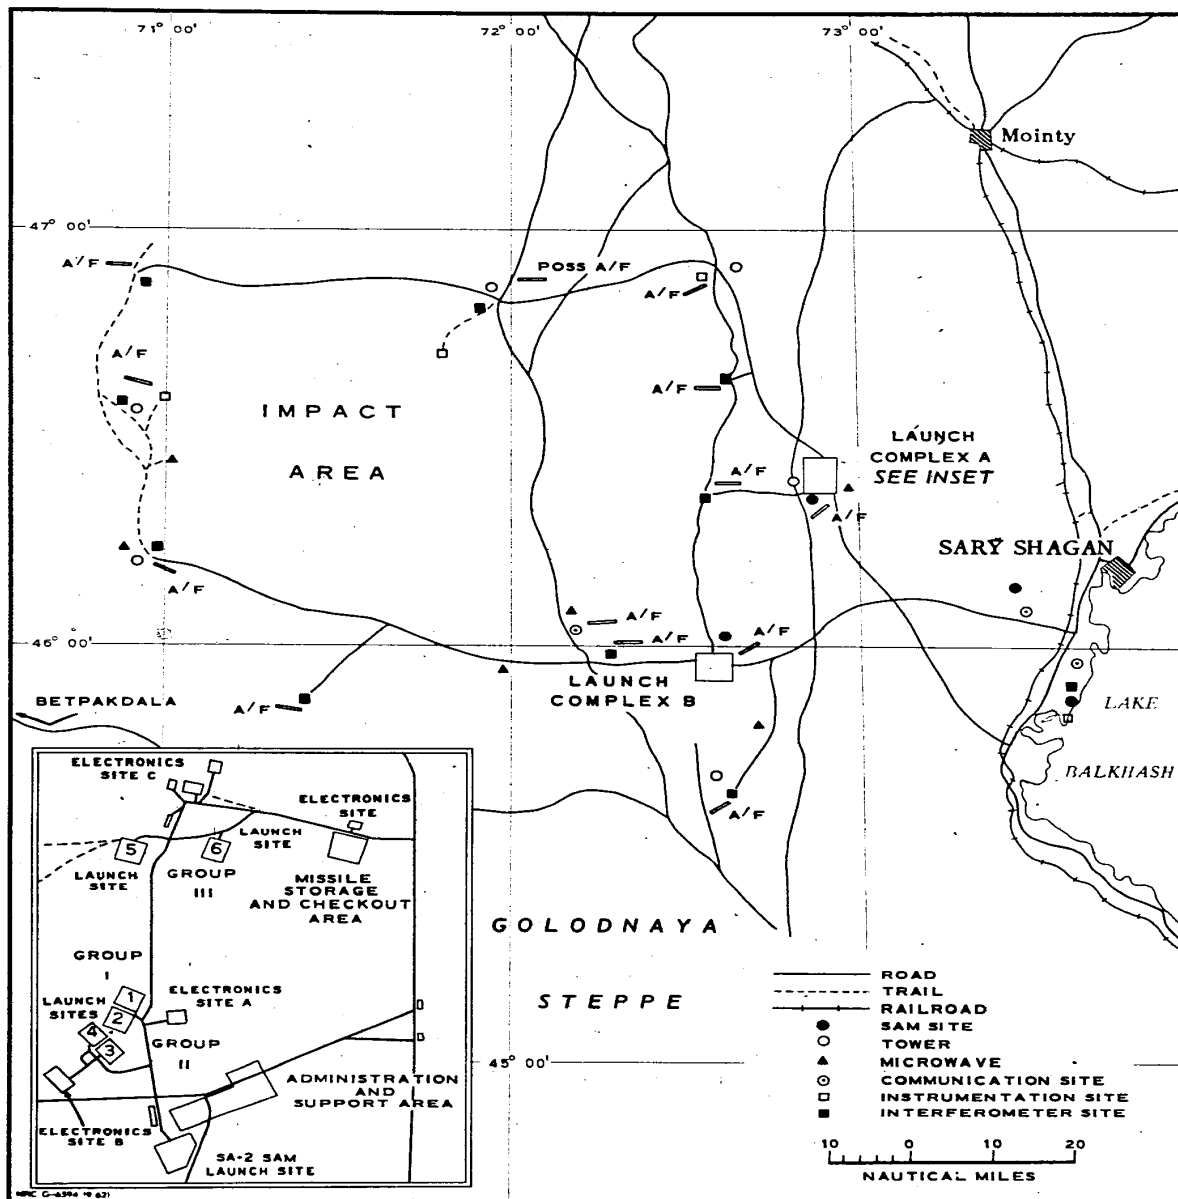 71° 00'
72° 00'
73° 00'
Mointy
47° 00'
A/F
POSS A/F
A/F
A/F
A/F
IMPACT
AREA
LAUNCH
COMPLEX A
SEE INSET
A/F
A/F
SARY SHAGAN
A/F
A/F
A/F
A/F
46° 00'
LAUNCH
COMPLEX B
BETPAKDALA
A/F
LAKE
BALKHASH
A/F
GOLODNAYA
STEPPE
45° 00'
ELECTRONICS
SITE C
ELECTRONICS
SITE
5
6
LAUNCH
SITE
LAUNCH
SITE
GROUP
III
MISSILE
STORAGE
AND CHECKOUT
AREA
GROUP
I
LAUNCH
SITES
1
2
4
3
ELECTRONICS
SITE A
GROUP
II
ADMINISTRATION
AND
SUPPORT AREA
ELECTRONICS
SITE B
SA-2 SAM
LAUNCH SITE
ROAD
TRAIL
RAILROAD
SAM SITE
TOWER
MICROWAVE
COMMUNICATION SITE
INSTRUMENTATION SITE
INTERFEROMETER SITE
10 0 10 20
NAUTICAL MILES